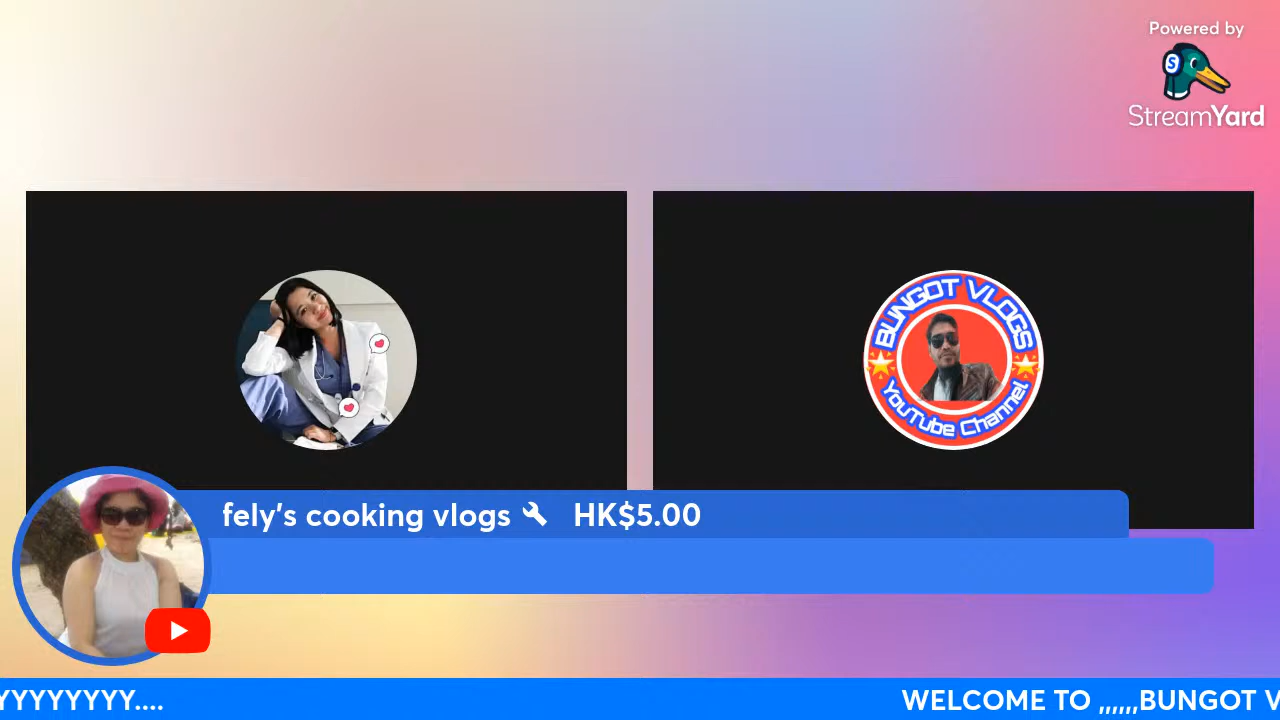 Powered by
S
StreamYard
BUNGOT VLOGS
YouTube Channel
fely's cooking vlogs HK$5.00
YYYYYYYY.... WELCOME TO ,,,,,,BUNGOT V